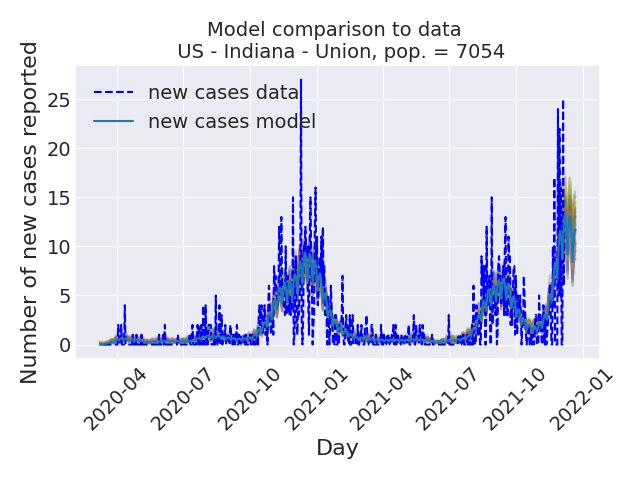 Model comparison to data
US - Indiana - Union, pop. = 7054
Number of new cases reported
25
20
15
10
5
0
new cases data
new cases model
2020-04
2020-07
2020-10
2021-01
2021-04
2021-07
2021-10
2022-01
Day